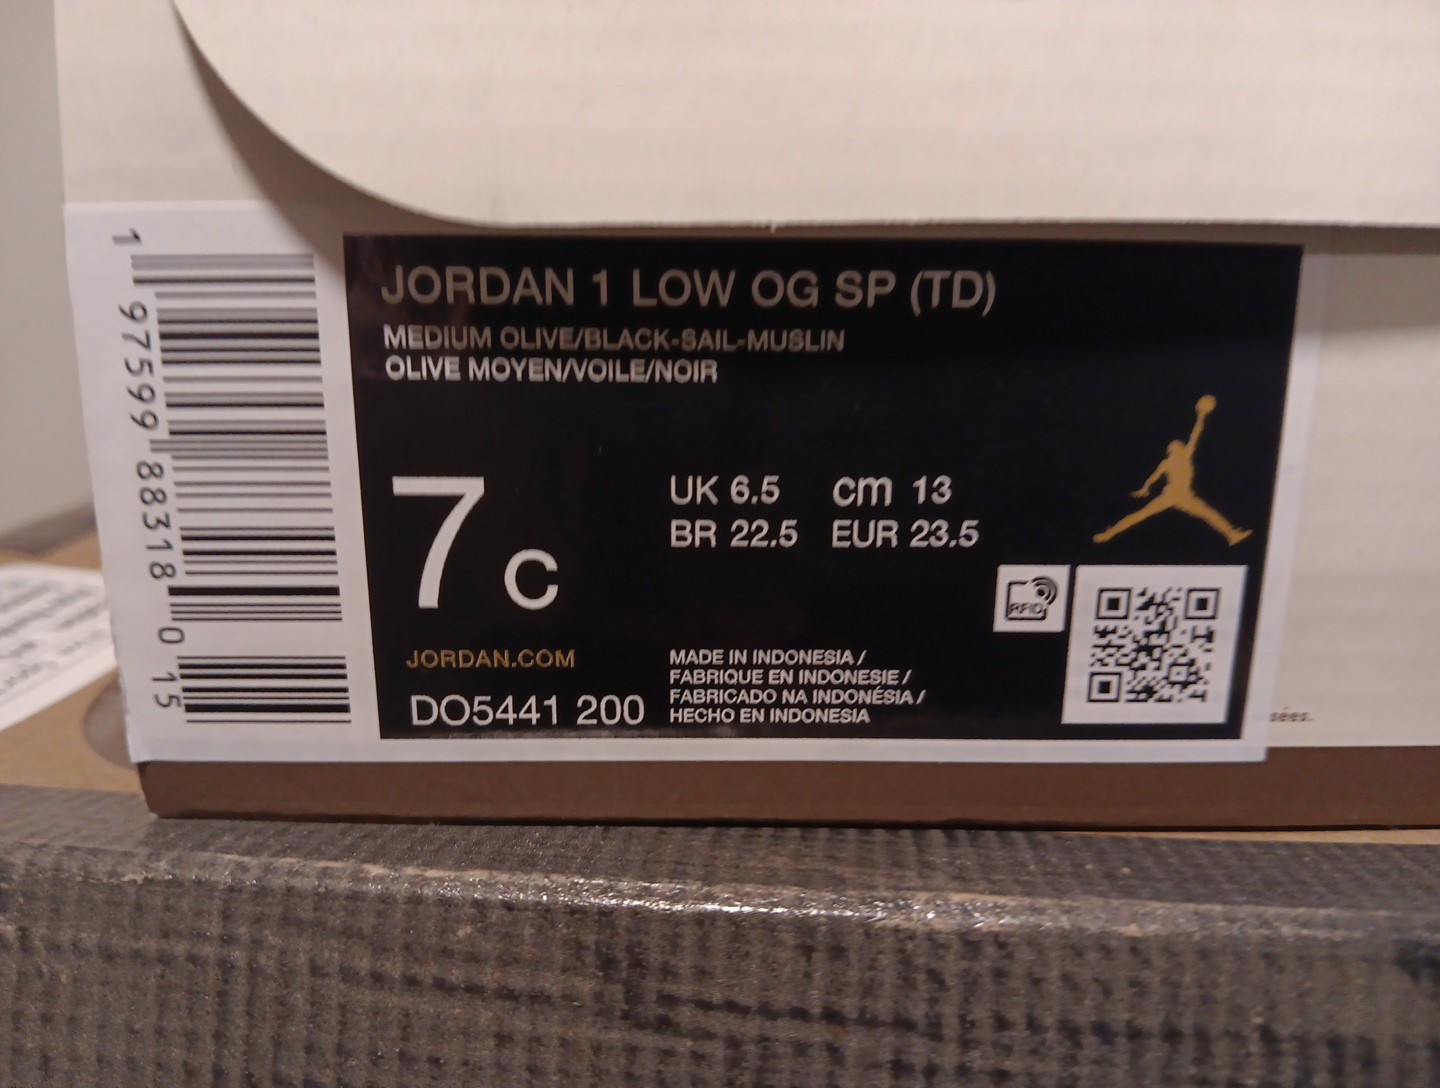 JORDAN 1 LOW OG SP (TD)
MEDIUM OLIVE/BLACK-SAIL-MUSLIN
OLIVE MOYEN/VOILE/NOIR
7 c
UK 6.5 cm 13
BR 22.5 EUR 23.5
RFID
JORDAN.COM
DO5441 200
MADE IN INDONESIA /
FABRIQUE EN INDONESIE /
FABRICADO NA INDONÉSIA /
HECHO EN INDONESIA
1 97599 88318 0 15
sées.